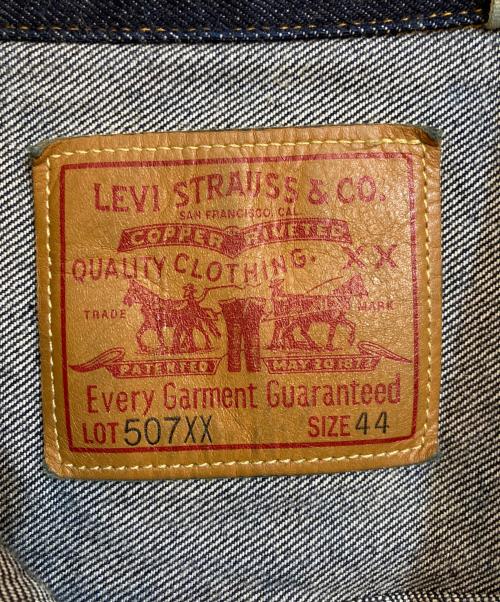 LEVI STRAUSS & CO.
SAN FRANCISCO, CAL.
COPPER RIVETED
QUALITY CLOTHING. XX
TRADE MARK
PATENTED MAY 20 1873
Every Garment Guaranteed
LOT 507XX SIZE 44